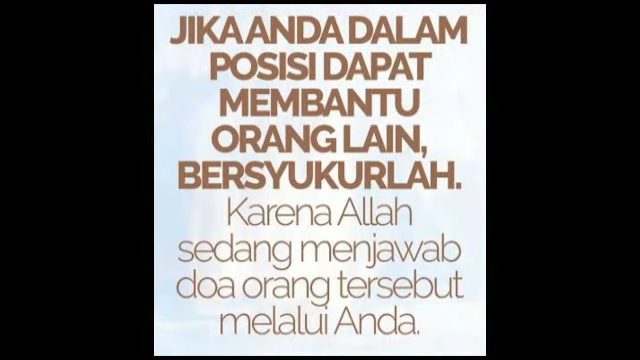 JIKA ANDA DALAM
POSISI DAPAT
MEMBANTU
ORANG LAIN,
BERSYUKURLAH.
Karena Allah
sedang menjawab
doa orang tersebut
melalui Anda.